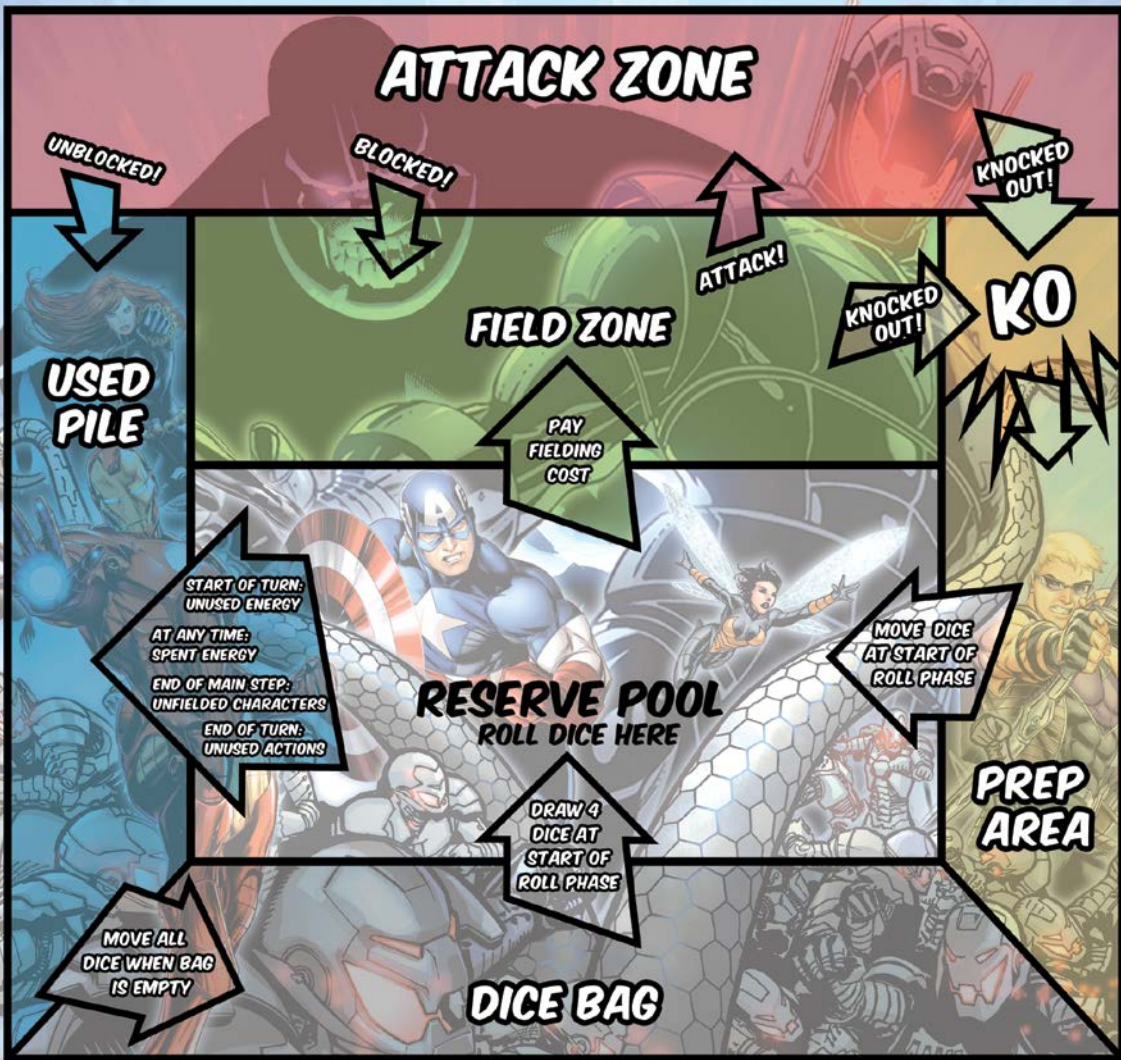 ATTACK ZONE
UNBLOCKED!
BLOCKED!
ATTACK!
KNOCKED
OUT!
KNOCKED
OUT!
KO
FIELD ZONE
USED
PILE
PAY
FIELDING
COST
START OF TURN:
UNUSED ENERGY
AT ANY TIME:
SPENT ENERGY
END OF MAIN STEP:
UNFIELDED CHARACTERS
END OF TURN:
UNUSED ACTIONS
A
RESERVE POOL
ROLL DICE HERE
MOVE DICE
AT START OF
ROLL PHASE
PREP
AREA
DRAW 4
DICE AT
START OF
ROLL PHASE
MOVE ALL
DICE WHEN BAG
IS EMPTY
DICE BAG